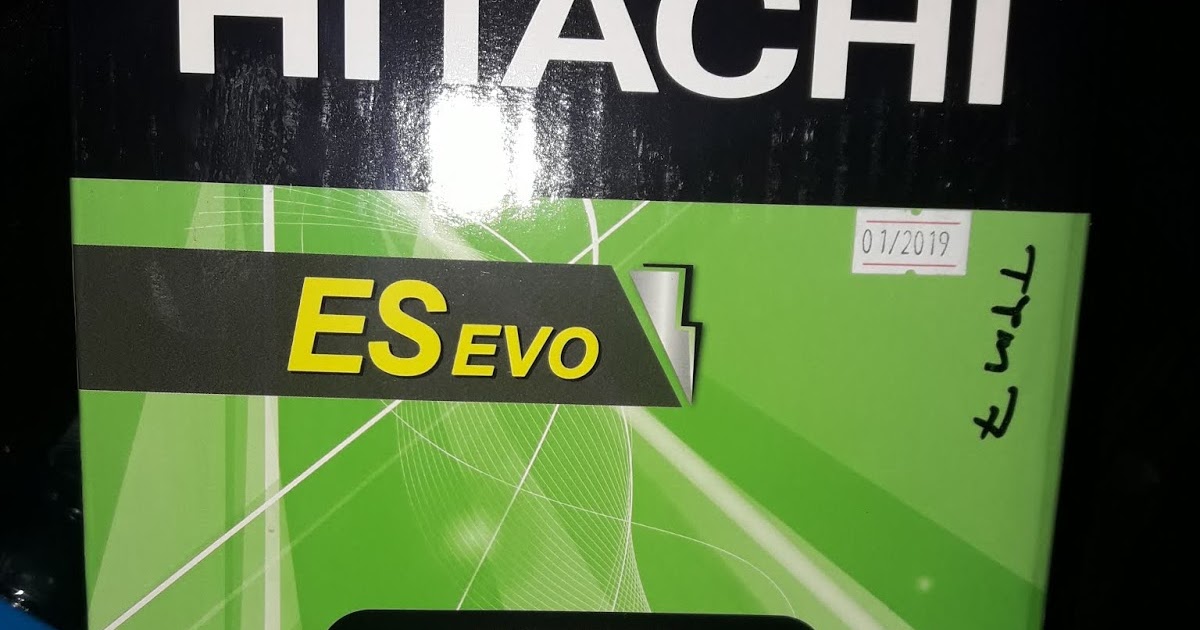 HITACHI
01/2019
ES EVO